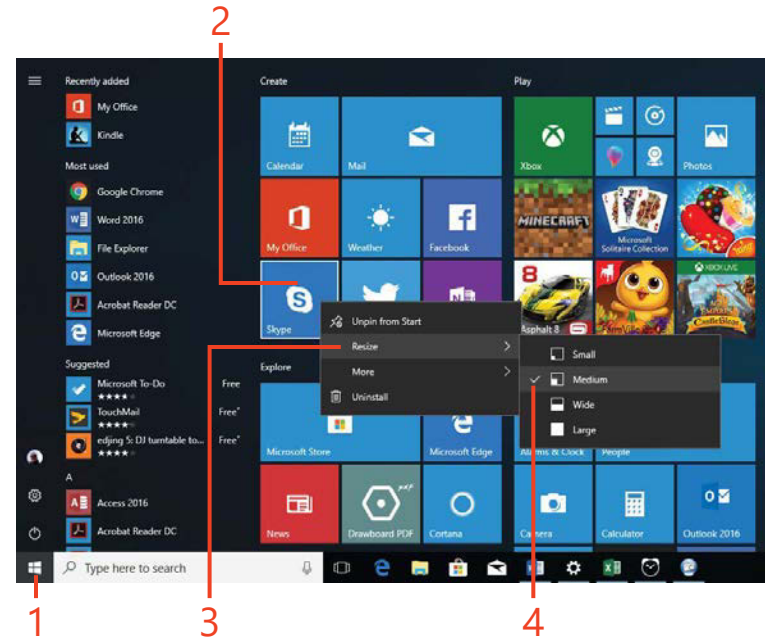 2
Recently added
My Office
Kindle
Most used
Google Chrome
Word 2016
File Explorer
Outlook 2016
Acrobat Reader DC
Microsoft Edge
Suggested
Microsoft To-Do Free
TouchMail Free*
edjing 5: DJ turntable to... Free*
A
Access 2016
Acrobat Reader DC
Create
Calendar
Mail
My Office
Weather
Facebook
Skype
Play
Xbox
Photos
MINECRAFT
Microsoft
Solitaire Collection
XBOX LIVE
8
Asphalt 8
FarmVille
Castle Siege
Unpin from Start
Resize
More
Uninstall
Small
Medium
Wide
Large
Explore
Microsoft Store
Microsoft Edge
Alarms & Clock
People
News
Drawboard PDF
Cortana
Camera
Calculator
Outlook 2016
Type here to search
1
3
4